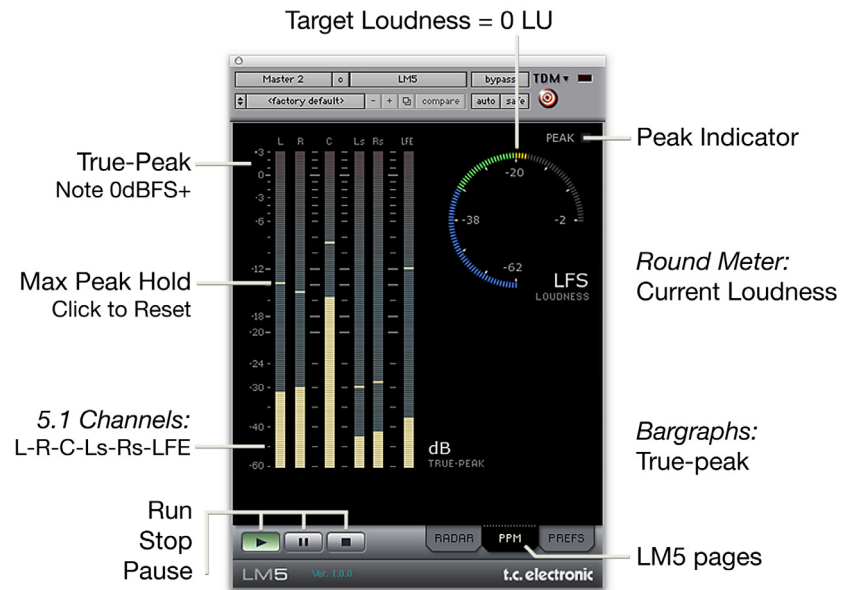 Target Loudness = 0 LU
Master 2 o LM5 bypass TDM
<factory default> - + compare auto safe
L R C Ls Rs LFE
PEAK
Peak Indicator
True-Peak
Note 0dBFS+
+3
0
-3
-6
-12
-18
-20
-24
-30
-40
-60
-20
-38
-2
-62
LFS
LOUDNESS
Max Peak Hold
Click to Reset
Round Meter:
Current Loudness
5.1 Channels:
L-R-C-Ls-Rs-LFE
dB
TRUE-PEAK
Bargraphs:
True-peak
Run
Stop
Pause
RADAR PPM PREFS
LM5 pages
LM5 Ver. 1.0.0 t.c. electronic